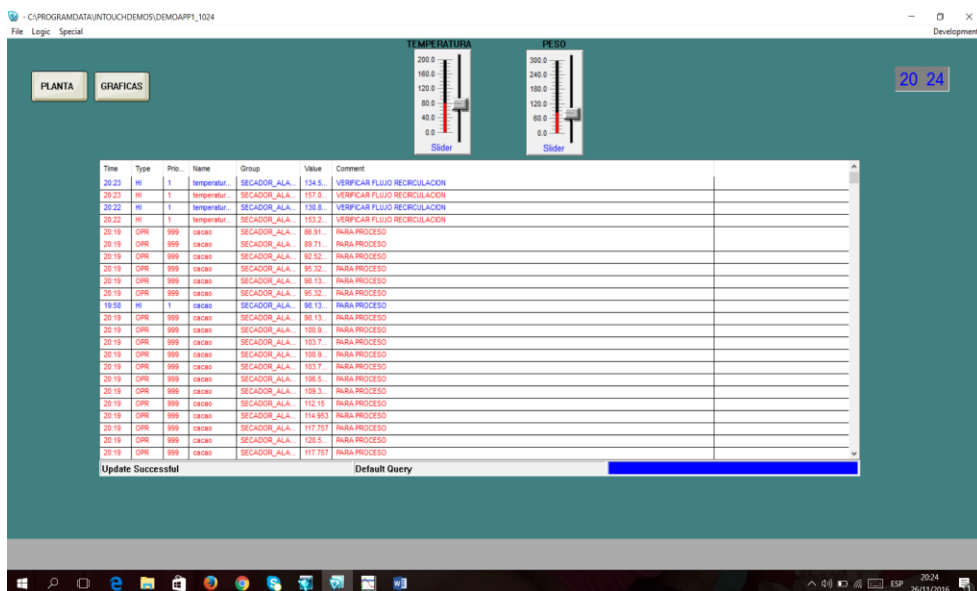 - C:\PROGRAMDATA\INTOUCHDEMOS\DEMOAPP1_1024
File Logic Special Development
TEMPERATURA PESO
200.0 300.0
160.0 240.0
120.0 180.0
80.0 120.0
40.0 60.0
0.0 0.0
Slider Slider
PLANTA GRAFICAS 20 24
Time Type Prio... Name Group Value Comment
20:23 HI 1 temperatur... SECADOR_ALA... 134.5... VERIFICAR FLUJO RECIRCULACION
20:23 HI 1 temperatur... SECADOR_ALA... 157.0... VERIFICAR FLUJO RECIRCULACION
20:22 HI 1 temperatur... SECADOR_ALA... 130.8... VERIFICAR FLUJO RECIRCULACION
20:22 HI 1 temperatur... SECADOR_ALA... 153.2... VERIFICAR FLUJO RECIRCULACION
20:19 OPR 999 cacao SECADOR_ALA... 86.91... PARA PROCESO
20:19 OPR 999 cacao SECADOR_ALA... 89.71... PARA PROCESO
20:19 OPR 999 cacao SECADOR_ALA... 92.52... PARA PROCESO
20:19 OPR 999 cacao SECADOR_ALA... 95.32... PARA PROCESO
20:19 OPR 999 cacao SECADOR_ALA... 98.13... PARA PROCESO
20:19 OPR 999 cacao SECADOR_ALA... 95.32... PARA PROCESO
19:58 HI 1 cacao SECADOR_ALA... 98.13... PARA PROCESO
20:19 OPR 999 cacao SECADOR_ALA... 98.13... PARA PROCESO
20:19 OPR 999 cacao SECADOR_ALA... 100.9... PARA PROCESO
20:19 OPR 999 cacao SECADOR_ALA... 103.7... PARA PROCESO
20:19 OPR 999 cacao SECADOR_ALA... 100.9... PARA PROCESO
20:19 OPR 999 cacao SECADOR_ALA... 103.7... PARA PROCESO
20:19 OPR 999 cacao SECADOR_ALA... 106.5... PARA PROCESO
20:19 OPR 999 cacao SECADOR_ALA... 109.3... PARA PROCESO
20:19 OPR 999 cacao SECADOR_ALA... 112.15 PARA PROCESO
20:19 OPR 999 cacao SECADOR_ALA... 114.953 PARA PROCESO
20:19 OPR 999 cacao SECADOR_ALA... 117.757 PARA PROCESO
20:19 OPR 999 cacao SECADOR_ALA... 120.5... PARA PROCESO
20:19 OPR 999 cacao SECADOR_ALA... 117.757 PARA PROCESO
Update Successful Default Query
ESP 20:24
26/11/2016